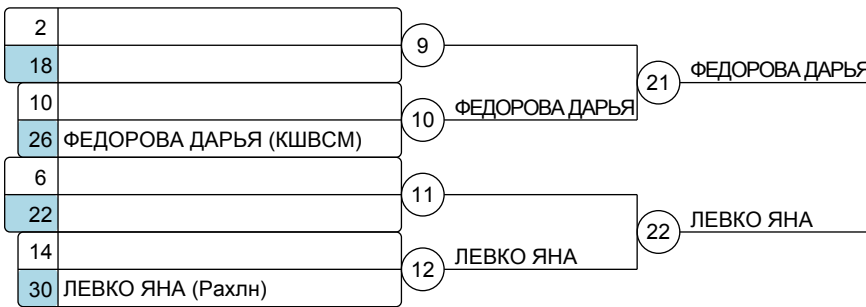 2
18
9
10
26 ФЕДОРОВА ДАРЬЯ (КШВСМ)
10 ФЕДОРОВА ДАРЬЯ
21 ФЕДОРОВА ДАРЬЯ
6
22
11
14
30 ЛЕВКО ЯНА (Рахлн)
12 ЛЕВКО ЯНА
22 ЛЕВКО ЯНА